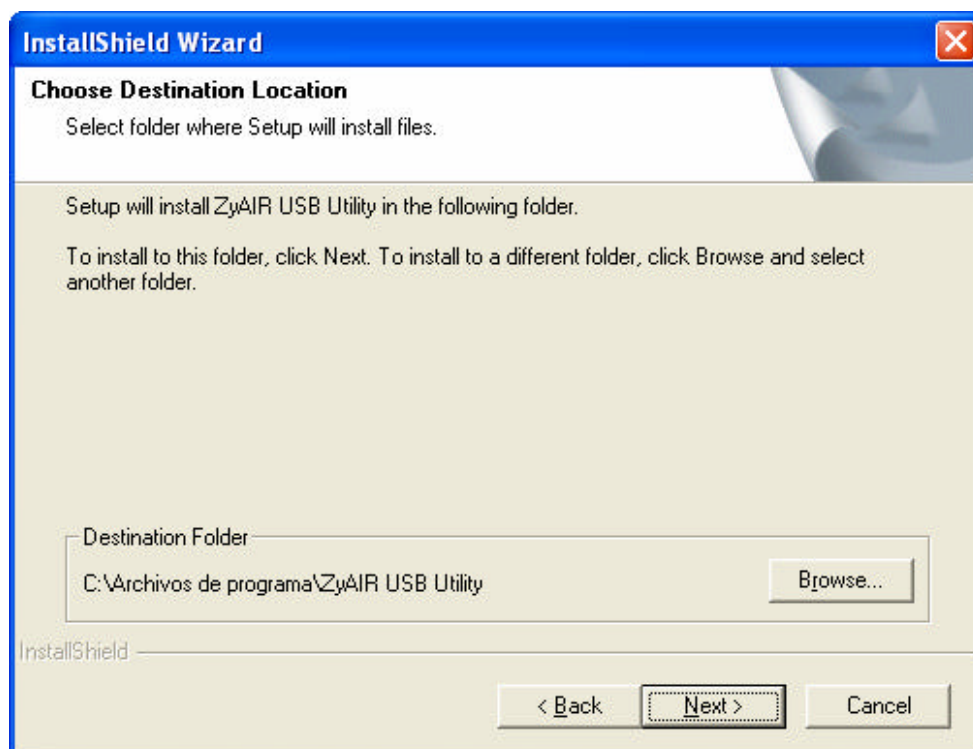 InstallShield Wizard
Choose Destination Location
Select folder where Setup will install files.
Setup will install ZyAIR USB Utility in the following folder.
To install to this folder, click Next. To install to a different folder, click Browse and select
another folder.
Destination Folder
C:\Archivos de programa\ZyAIR USB Utility
Browse...
InstallShield
< Back
Next >
Cancel